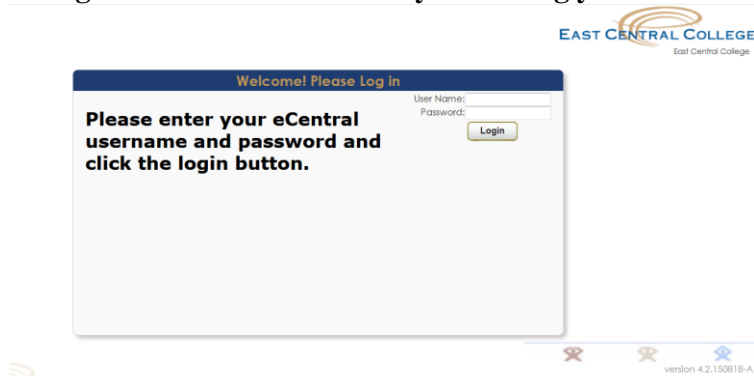 EAST CENTRAL COLLEGE
East Central College
Welcome! Please Log in
User Name:
Password:
Login
Please enter your eCentral
username and password and
click the login button.
version 4.2.150818-A